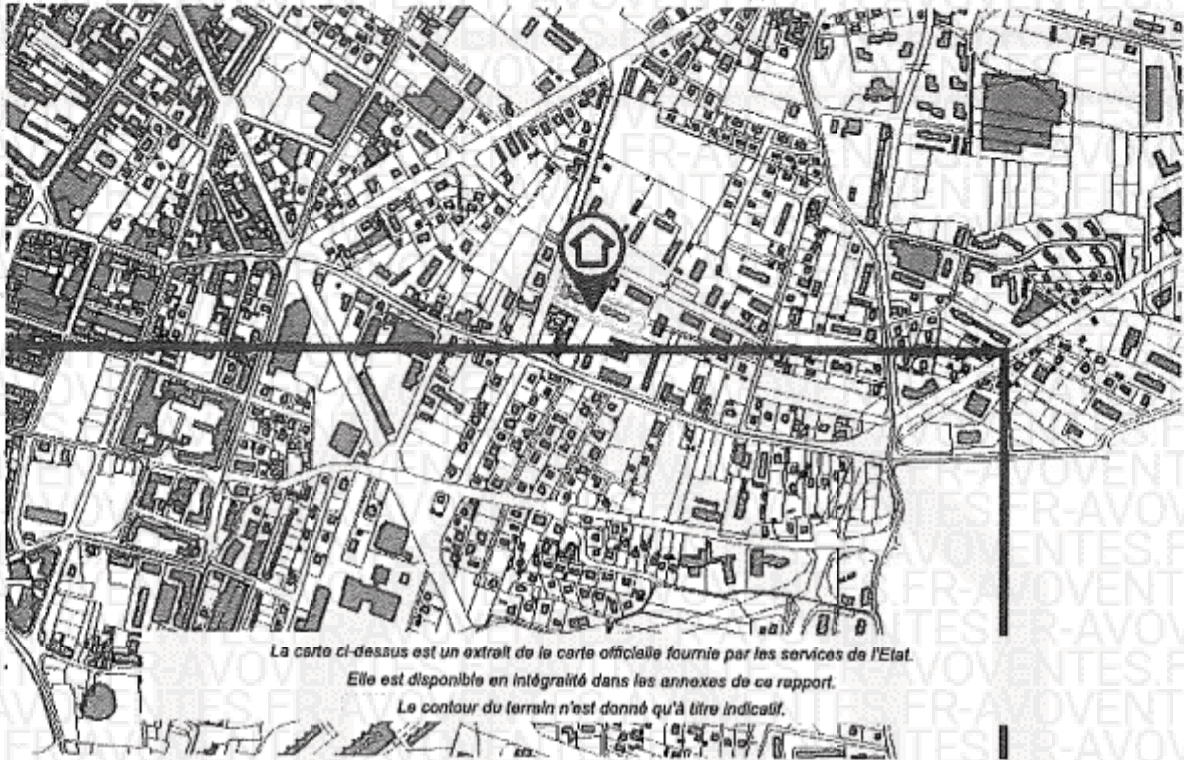 La carte ci-dessus est un extrait de la carte officielle fournie par les services de l'Etat.
Elle est disponible en intégralité dans les annexes de ce rapport.
Le contour du terrain n'est donné qu'à titre indicatif.